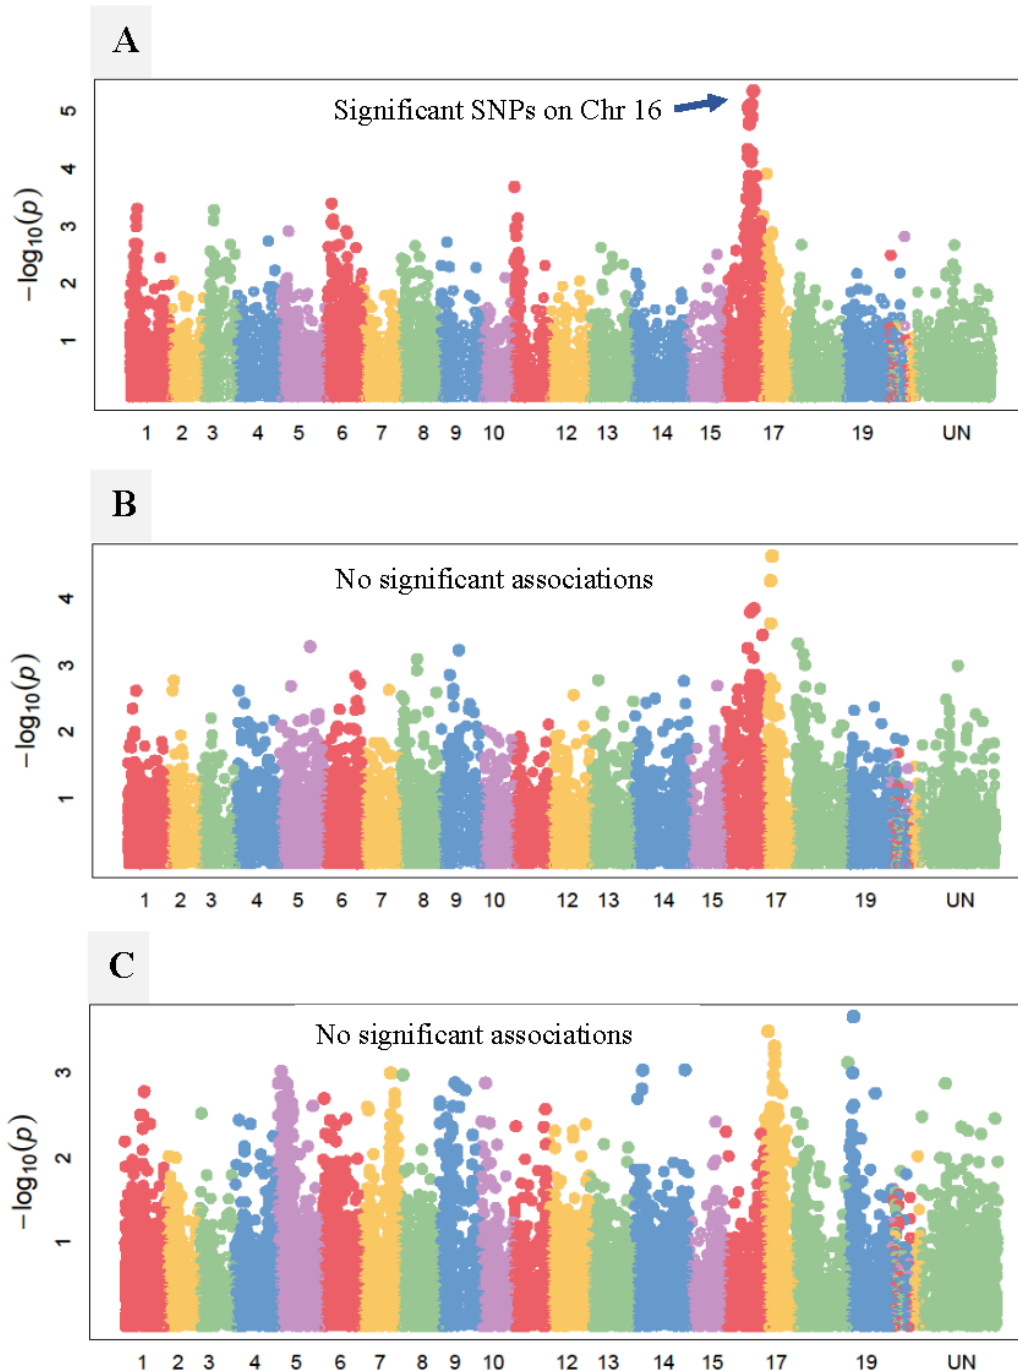 A
Significant SNPs on Chr 16
5
4
3
2
1
−log10(p)
1 2 3 4 5 6 7 8 9 10 12 13 14 15 17 19 UN
B
No significant associations
4
3
2
1
−log10(p)
1 2 3 4 5 6 7 8 9 10 12 13 14 15 17 19 UN
C
No significant associations
3
2
1
−log10(p)
1 2 3 4 5 6 7 8 9 10 12 13 14 15 17 19 UN